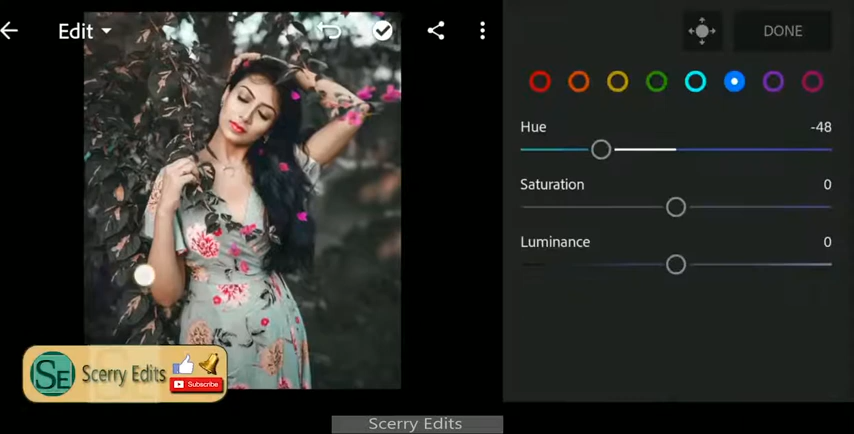 Edit
DONE
Hue -48
Saturation 0
Luminance 0
SE
Scerry Edits
Subscribe
Scerry Edits